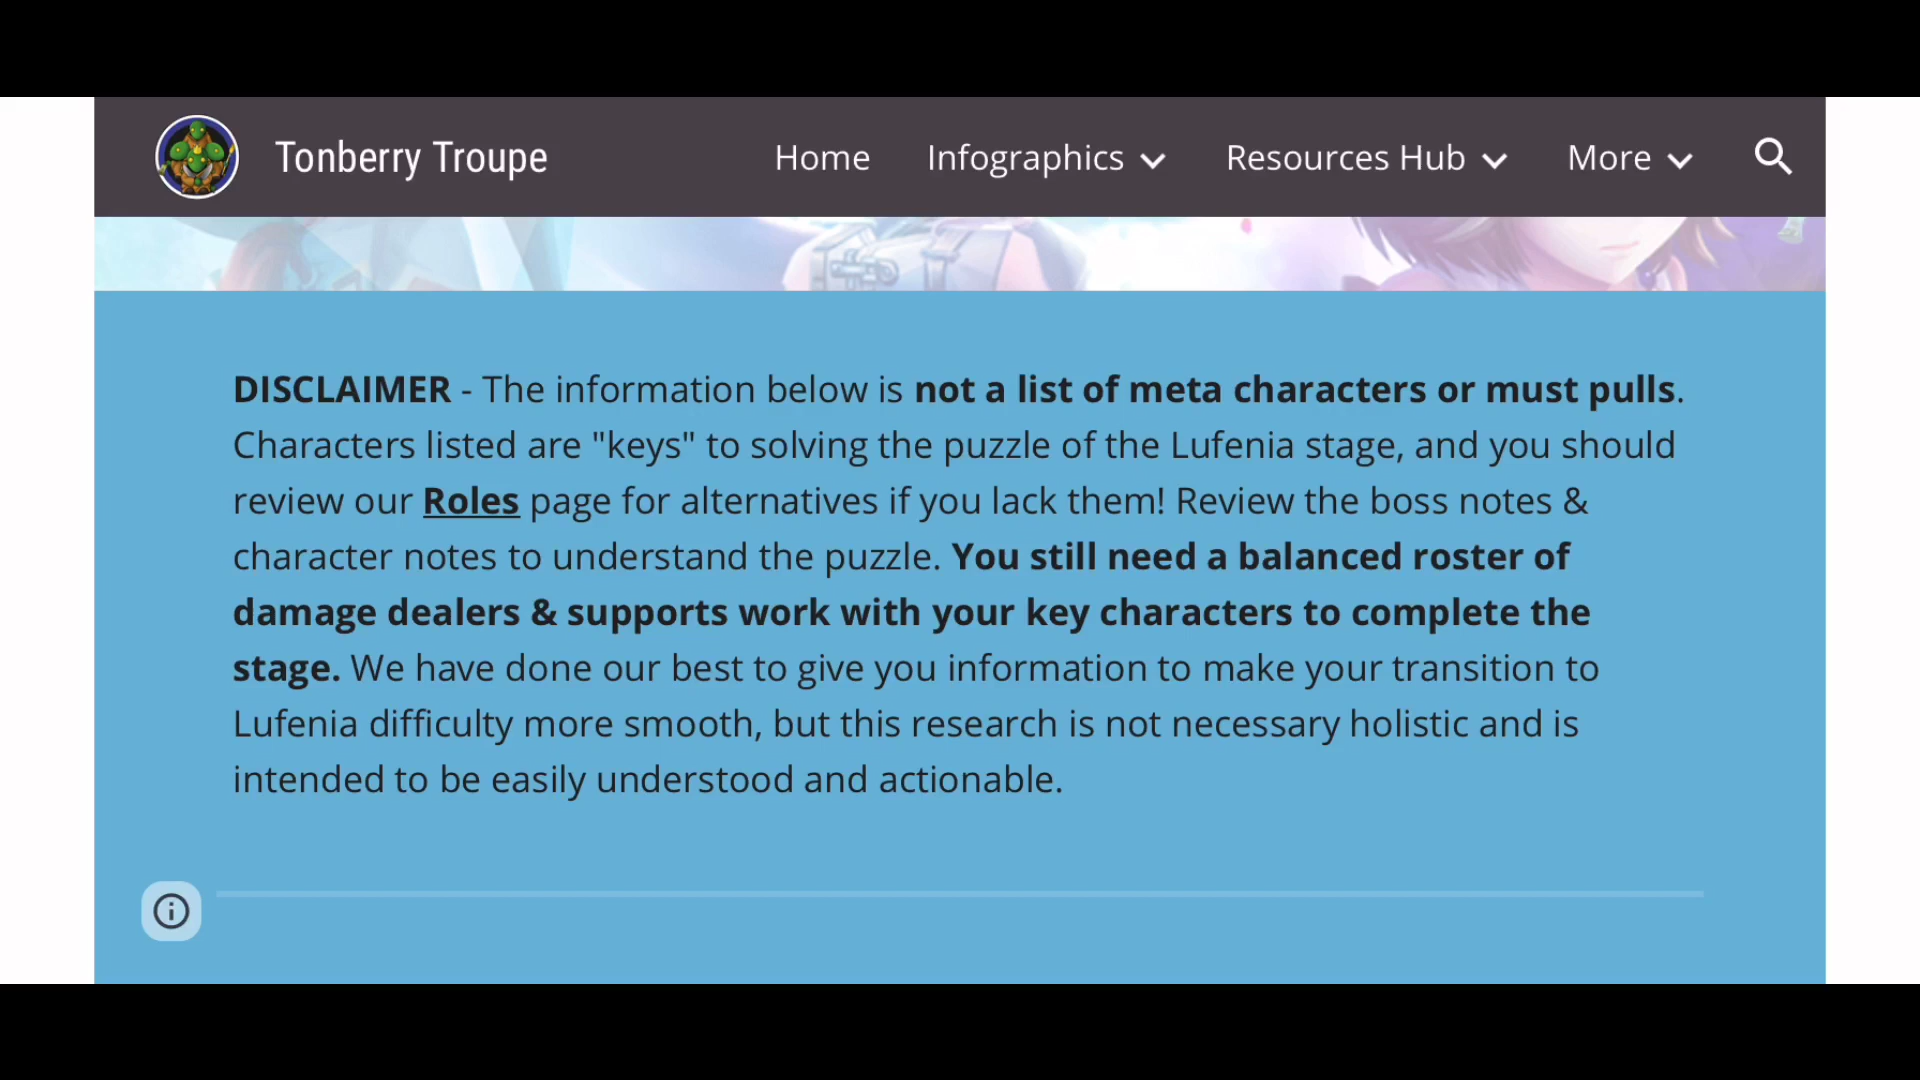 Tonberry Troupe
Home
Infographics
Resources Hub
More
DISCLAIMER - The information below is not a list of meta characters or must pulls.
Characters listed are "keys" to solving the puzzle of the Lufenia stage, and you should
review our Roles page for alternatives if you lack them! Review the boss notes &
character notes to understand the puzzle. You still need a balanced roster of
damage dealers & supports work with your key characters to complete the
stage. We have done our best to give you information to make your transition to
Lufenia difficulty more smooth, but this research is not necessary holistic and is
intended to be easily understood and actionable.